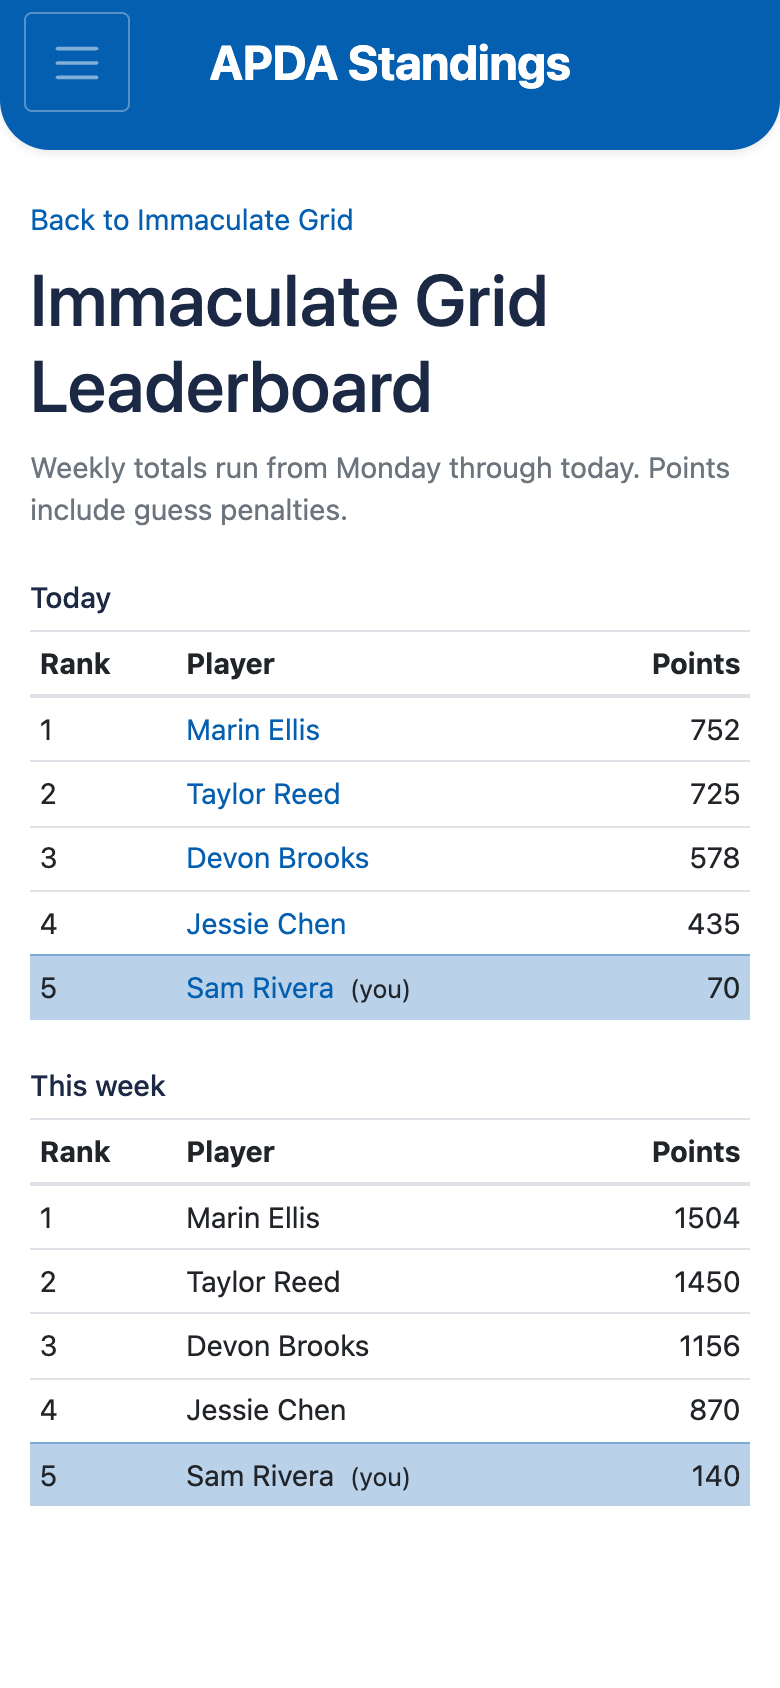 APDA Standings
Back to Immaculate Grid
Immaculate Grid
Leaderboard
Weekly totals run from Monday through today. Points
include guess penalties.
Today
Rank Player Points
1 Marin Ellis 752
2 Taylor Reed 725
3 Devon Brooks 578
4 Jessie Chen 435
5 Sam Rivera (you) 70
This week
Rank Player Points
1 Marin Ellis 1504
2 Taylor Reed 1450
3 Devon Brooks 1156
4 Jessie Chen 870
5 Sam Rivera (you) 140